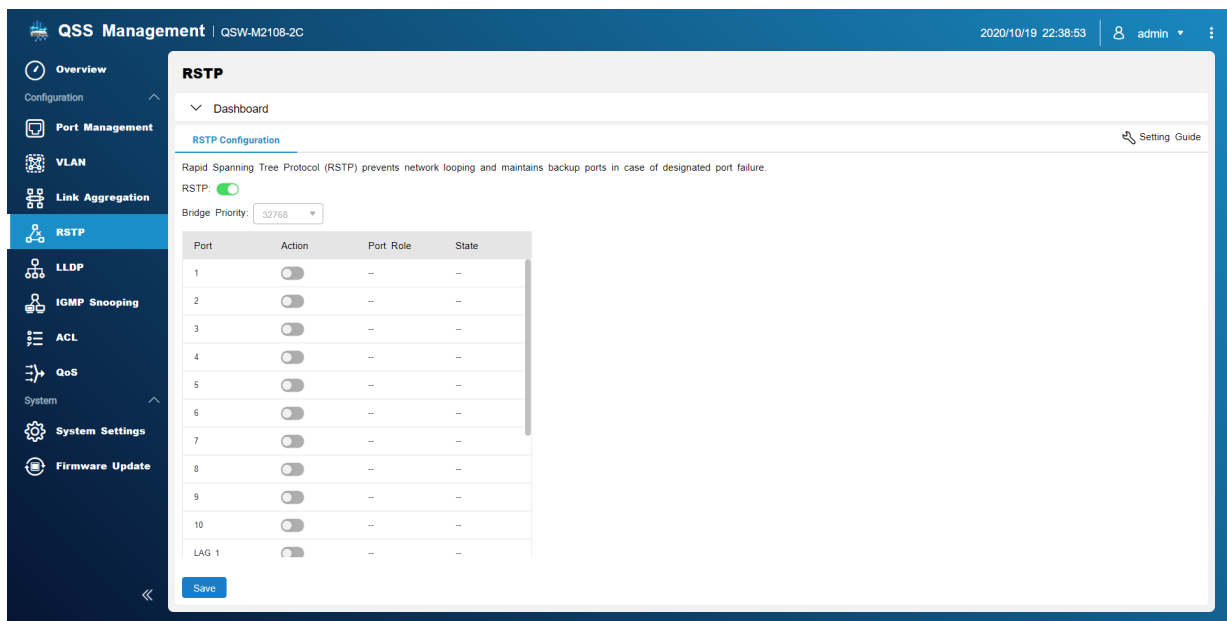 QSS Management | QSW-M2108-2C
2020/10/19 22:38:53
admin
Overview
Configuration
Port Management
VLAN
Link Aggregation
RSTP
LLDP
IGMP Snooping
ACL
QoS
System
System Settings
Firmware Update
RSTP
Dashboard
RSTP Configuration
Setting Guide
Rapid Spanning Tree Protocol (RSTP) prevents network looping and maintains backup ports in case of designated port failure.
RSTP:
Bridge Priority: 32768
Port Action Port Role State
1 -- --
2 -- --
3 -- --
4 -- --
5 -- --
6 -- --
7 -- --
8 -- --
9 -- --
10 -- --
LAG 1 -- --
Save